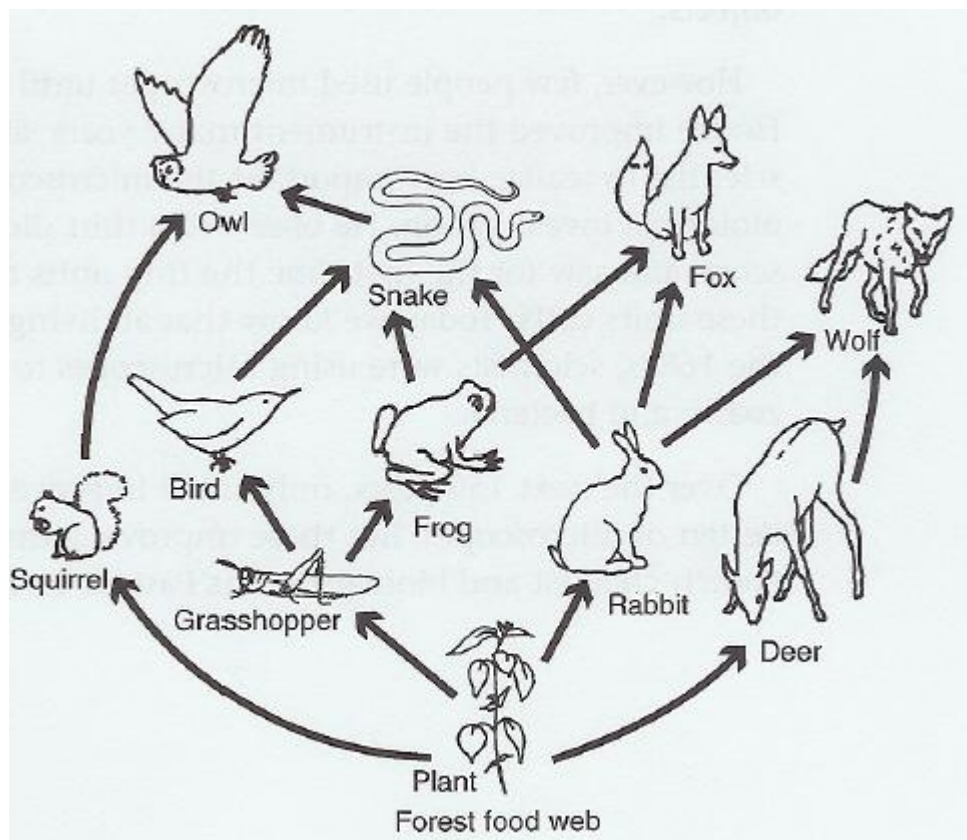 Owl
Snake
Fox
Wolf
Bird
Frog
Squirrel
Grasshopper
Rabbit
Deer
Plant
Forest food web